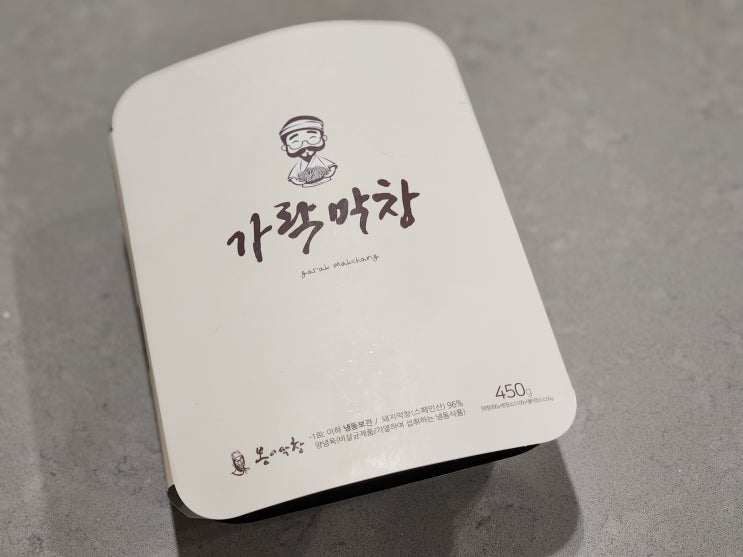 가락막창
garak makchang
450g
-18℃ 이하 냉동보관 / 돼지막창(스페인산) 96%
양념육(비살균제품/가열하여 섭취하는 냉동식품)